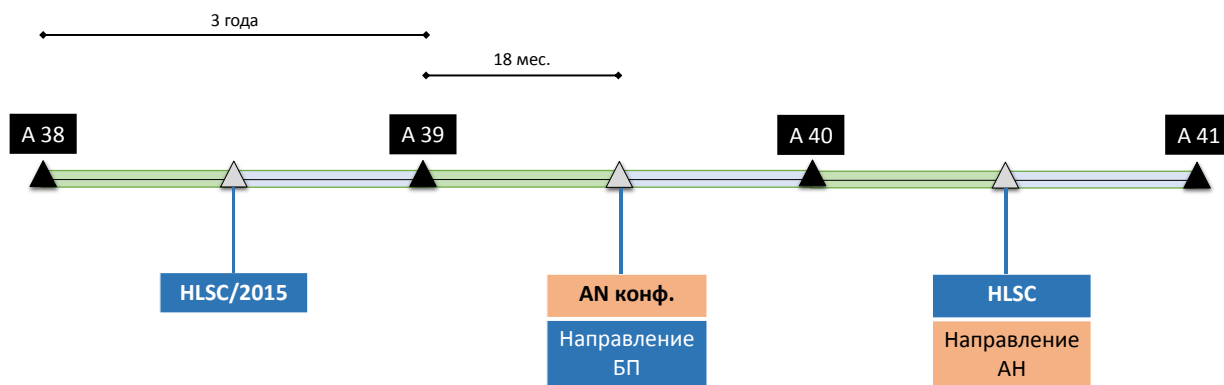 3 года
18 мес.
А 38
А 39
А 40
А 41
HLSC/2015
AN конф.
HLSC
Направление
БП
Направление
АН